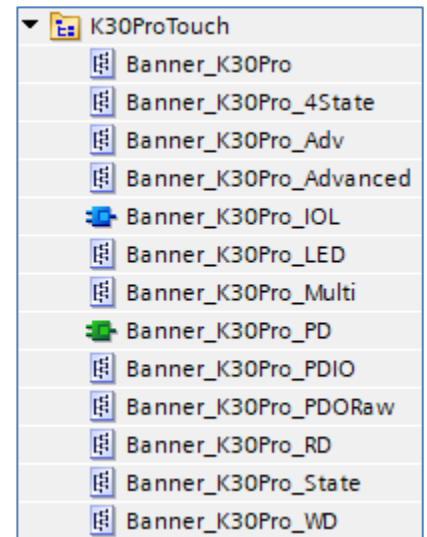 K30ProTouch
Banner_K30Pro
Banner_K30Pro_4State
Banner_K30Pro_Adv
Banner_K30Pro_Advanced
Banner_K30Pro_IOL
Banner_K30Pro_LED
Banner_K30Pro_Multi
Banner_K30Pro_PD
Banner_K30Pro_PDIO
Banner_K30Pro_PDORaw
Banner_K30Pro_RD
Banner_K30Pro_State
Banner_K30Pro_WD